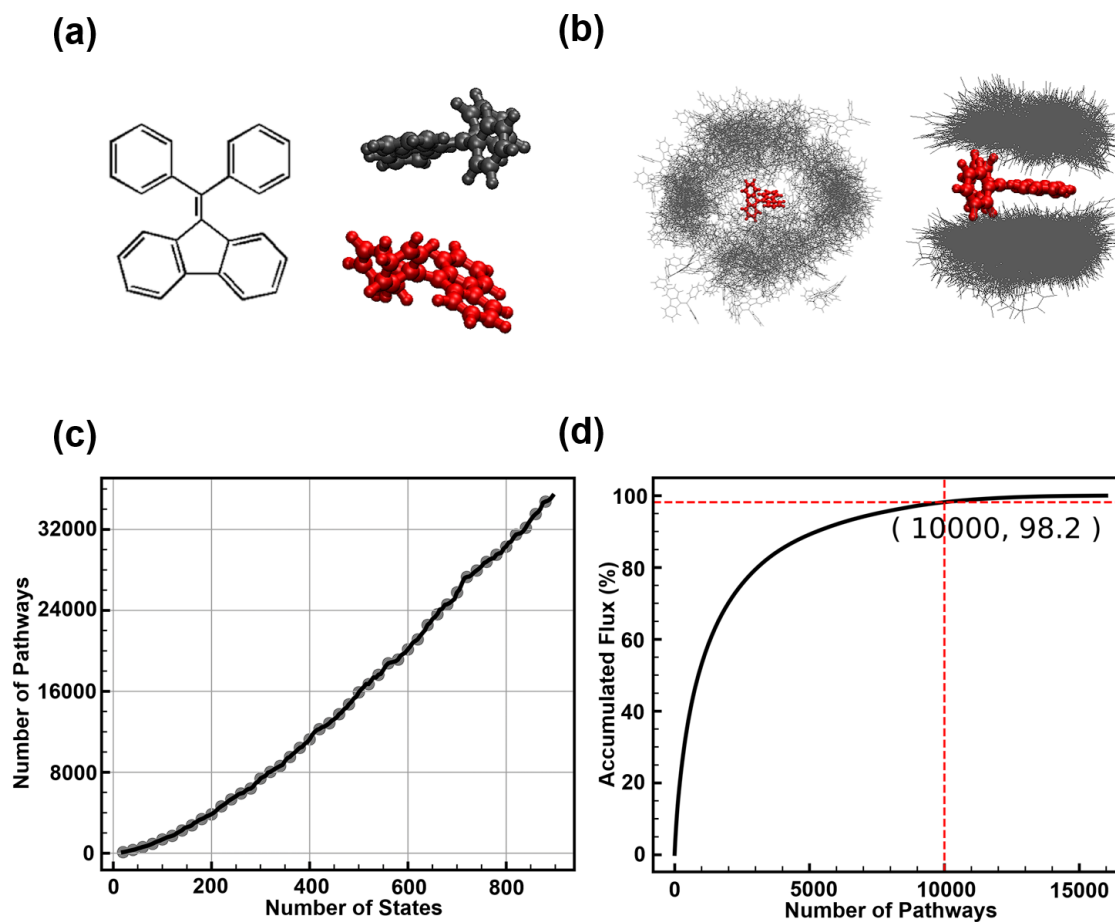 (a)
(b)
(c)
32000
24000
16000
8000
0
Number of Pathways
0 200 400 600 800
Number of States
(d)
100
80
60
40
20
0
Accumulated Flux (%)
( 10000, 98.2 )
0 5000 10000 15000
Number of Pathways